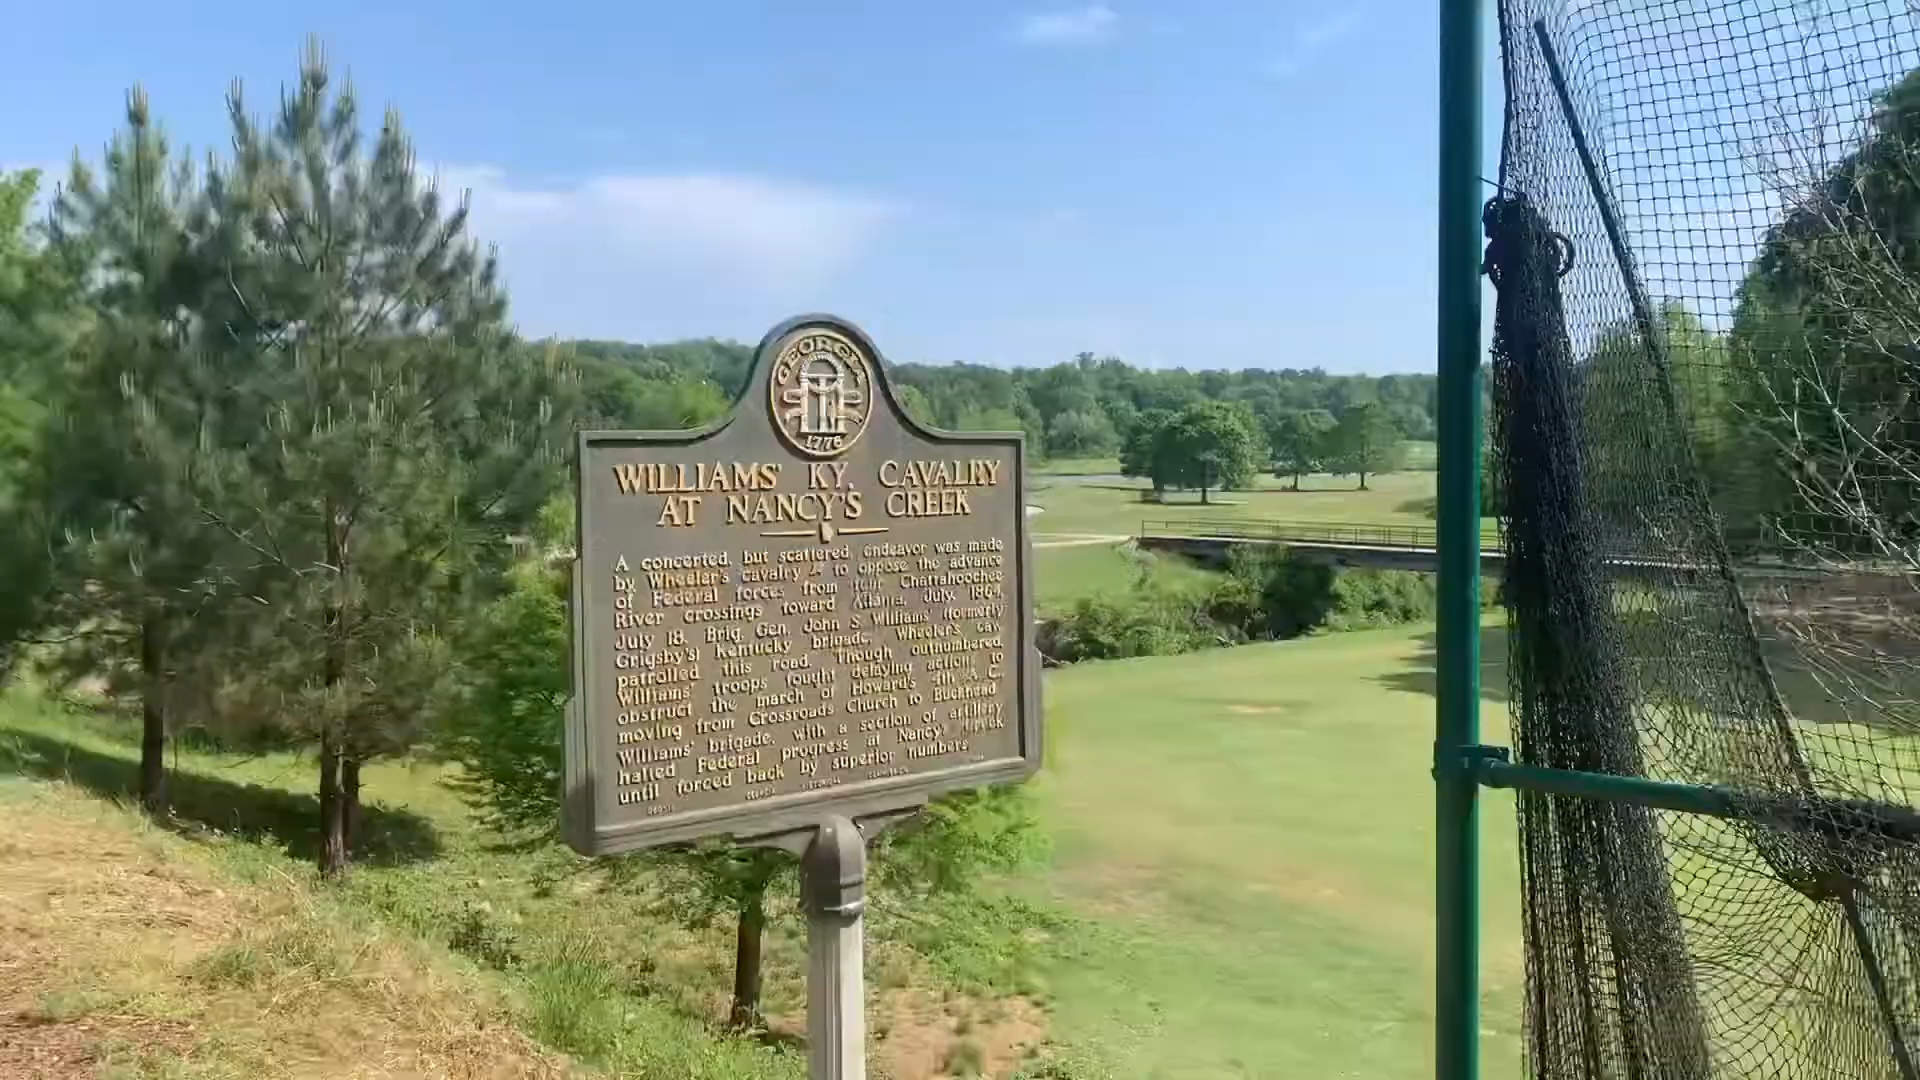 GEORGIA
1776
WILLIAMS' KY. CAVALRY
AT NANCY'S CREEK
A concerted, but scattered, endeavor was made
by Wheeler's cavalry to oppose the advance
of Federal forces from Chattahoochee
River crossings toward Atlanta, July, 1864.
July 18, Brig. Gen. John S. Williams' (formerly
Grigsby's) Kentucky brigade, Wheeler's cav.
patrolled this road. Though outnumbered,
Williams' troops fought delaying actions to
obstruct the march of Howard's 4th A. C.
moving from Crossroads Church to Buckhead.
Williams' brigade, with a section of artillery
halted Federal progress at Nancy's Creek
until forced back by superior numbers.
GEORGIA HISTORICAL COMMISSION